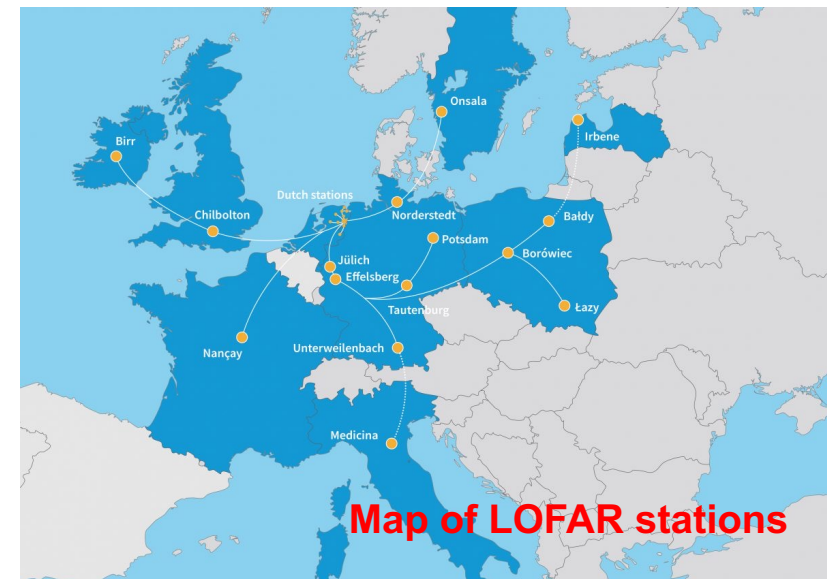 Onsala
Birr
Irbene
Dutch stations
Chilbolton
Norderstedt
Bałdy
Potsdam
Borówiec
Jülich
Effelsberg
Tautenburg
Łazy
Nançay
Unterweilenbach
Medicina
Map of LOFAR stations